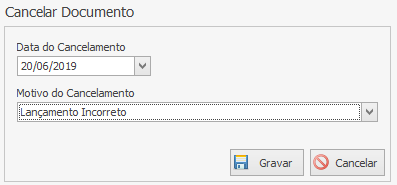 Cancelar Documento
Data do Cancelamento
20/06/2019
Motivo do Cancelamento
Lançamento Incorreto
Gravar Cancelar